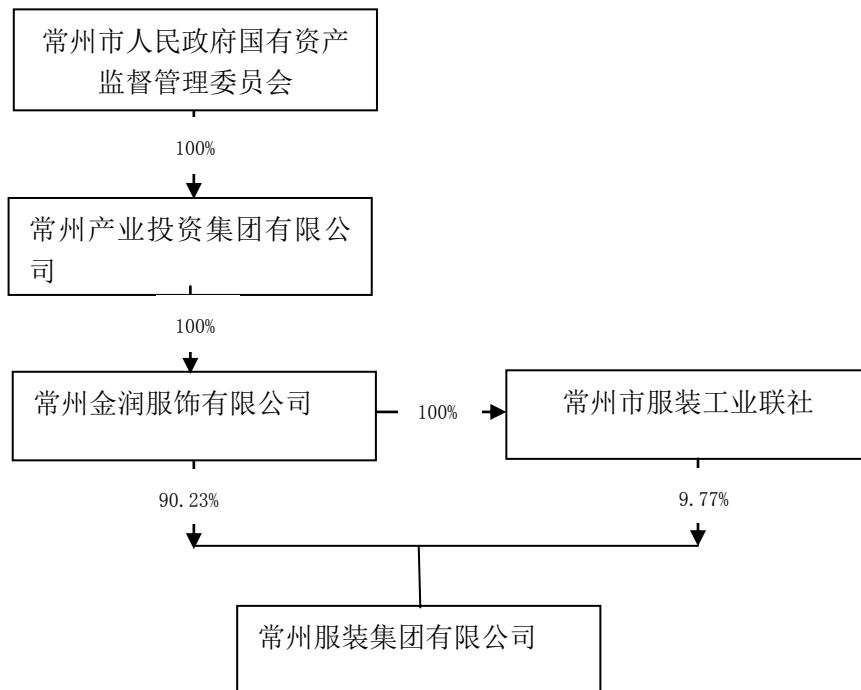 常州市人民政府国有资产
监督管理委员会
100%
常州产业投资集团有限公
司
100%
常州金润服饰有限公司
100%
常州市服装工业联社
90.23%
9.77%
常州服装集团有限公司